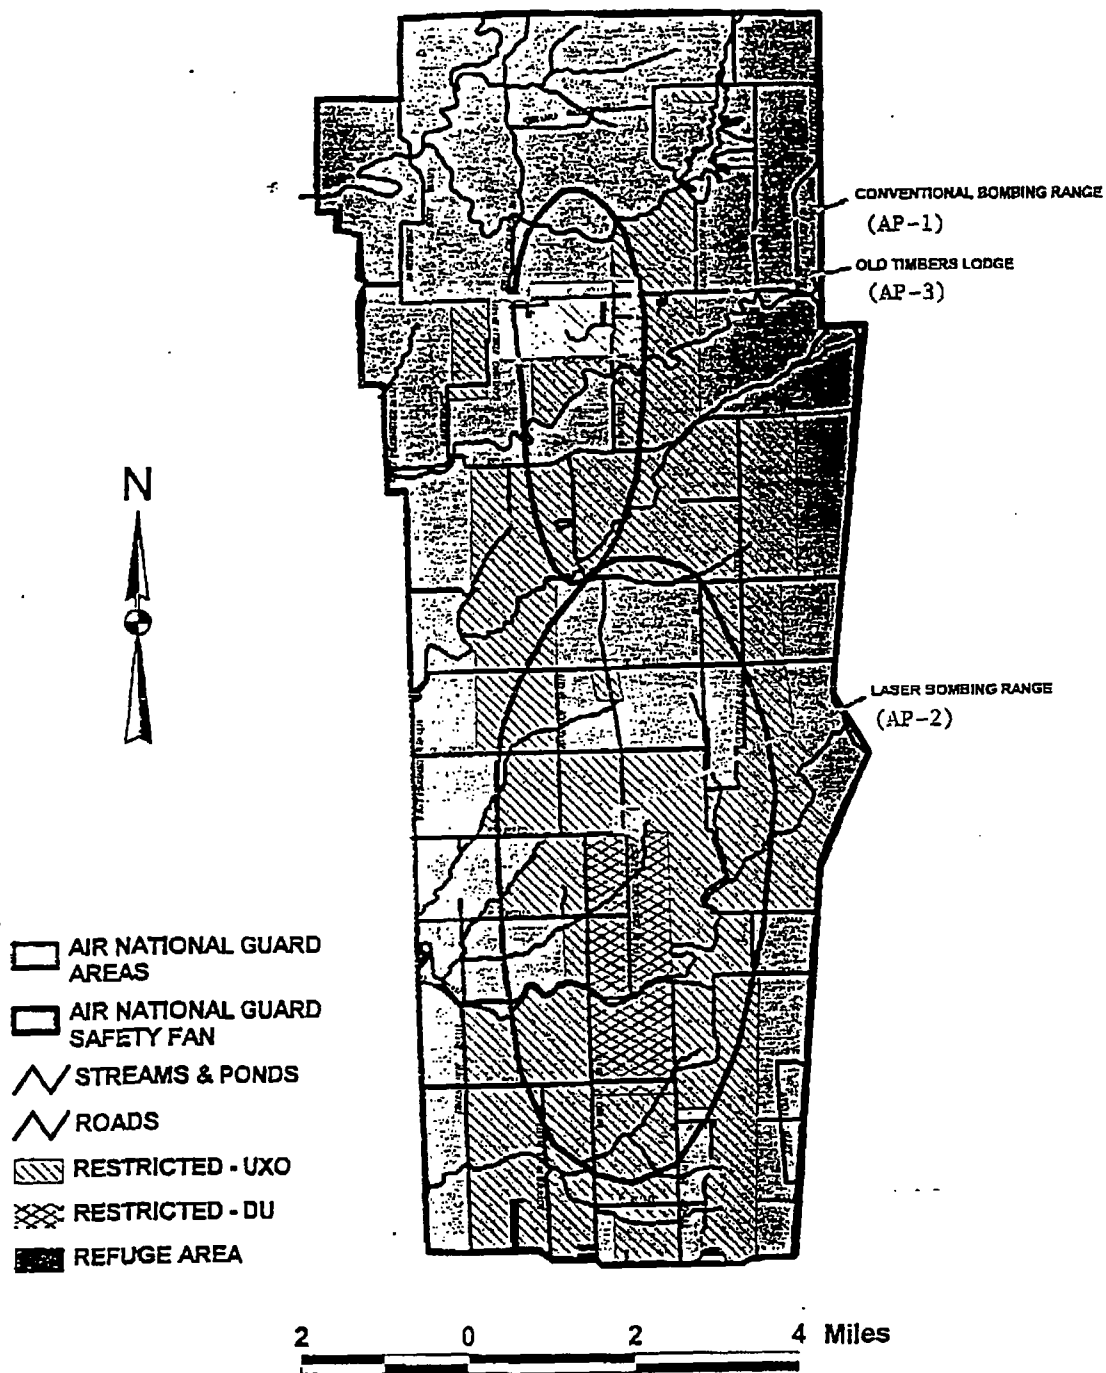 CONVENTIONAL BOMBING RANGE
(AP-1)
OLD TIMBERS LODGE
(AP-3)
N
LASER BOMBING RANGE
(AP-2)
AIR NATIONAL GUARD
AREAS
AIR NATIONAL GUARD
SAFETY FAN
STREAMS & PONDS
ROADS
RESTRICTED - UXO
RESTRICTED - DU
REFUGE AREA
2 0 2 4 Miles